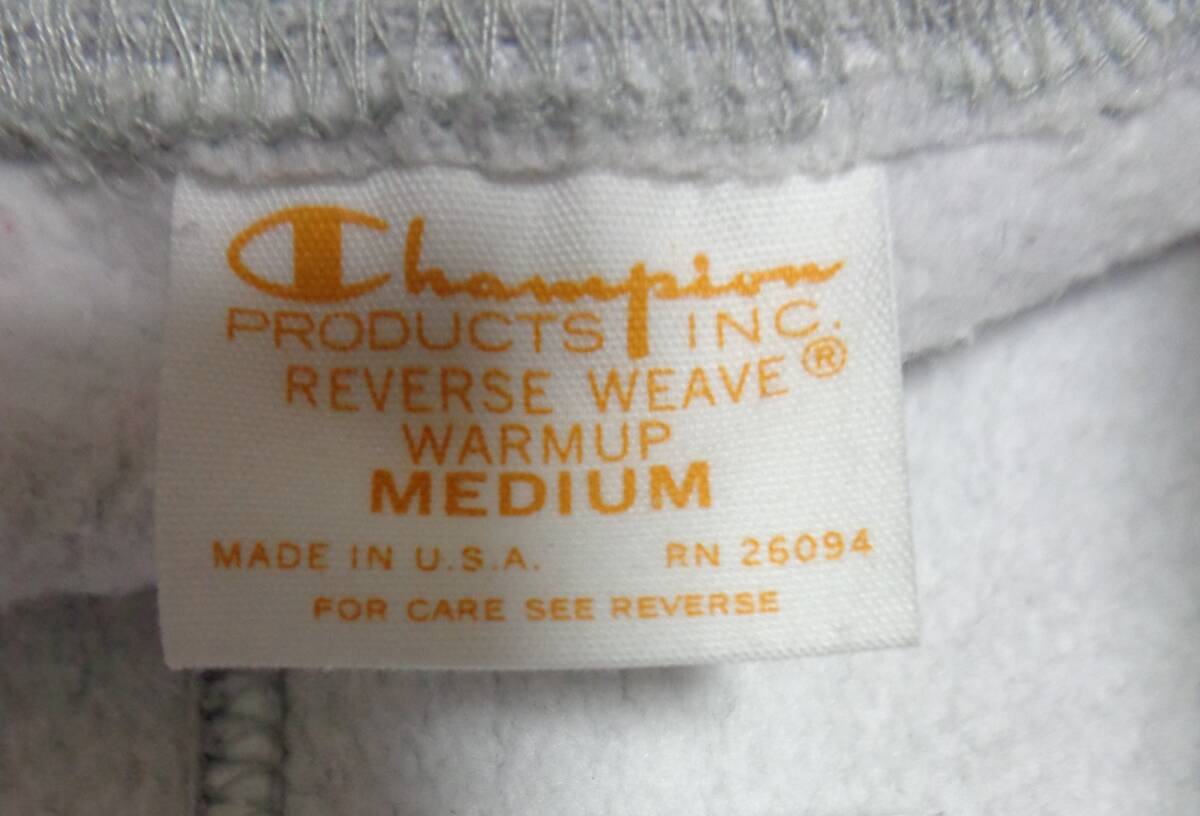 Champion
PRODUCTS INC.
REVERSE WEAVE®
WARMUP
MEDIUM
MADE IN U.S.A. RN 26094
FOR CARE SEE REVERSE